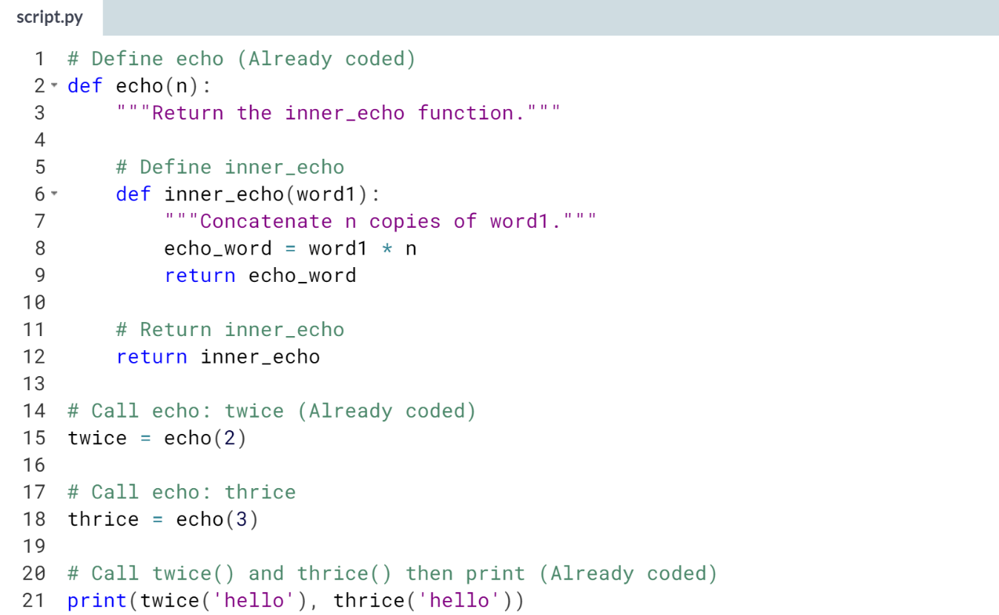 script.py
1 # Define echo (Already coded)
2 def echo(n):
3     """Return the inner_echo function."""
4
5     # Define inner_echo
6     def inner_echo(word1):
7         """Concatenate n copies of word1."""
8         echo_word = word1 * n
9         return echo_word
10
11     # Return inner_echo
12     return inner_echo
13
14 # Call echo: twice (Already coded)
15 twice = echo(2)
16
17 # Call echo: thrice
18 thrice = echo(3)
19
20 # Call twice() and thrice() then print (Already coded)
21 print(twice('hello'), thrice('hello'))